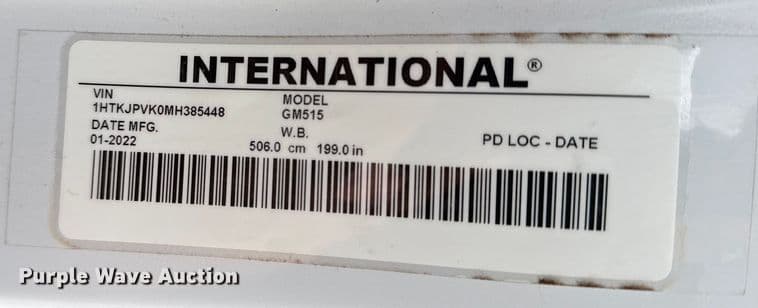 INTERNATIONAL®
VIN
1HTKJPVK0MH385448
MODEL
GM515
DATE MFG.
01-2022
W.B.
506.0 cm 199.0 in
PD LOC - DATE
Purple Wave Auction